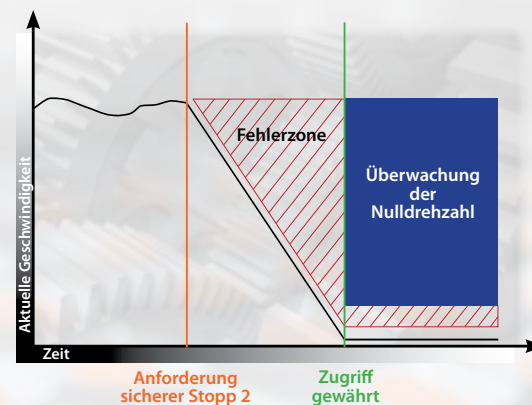 Aktuelle Geschwindigkeit
Fehlerzone
Überwachung
der
Nulldrehzahl
Zeit
Anforderung
sicherer Stopp 2
Zugriff
gewährt